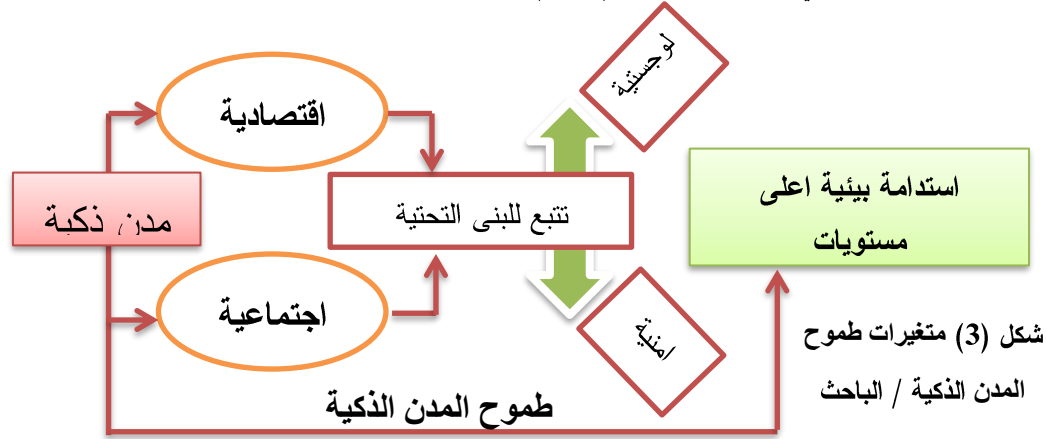 لوجستية
اقتصادية
مدن ذكية
تتبع للبنى التحتية
استدامة بيئية اعلى
مستويات
اجتماعية
امنية
شكل (3) متغيرات طموح
المدن الذكية / الباحث
طموح المدن الذكية